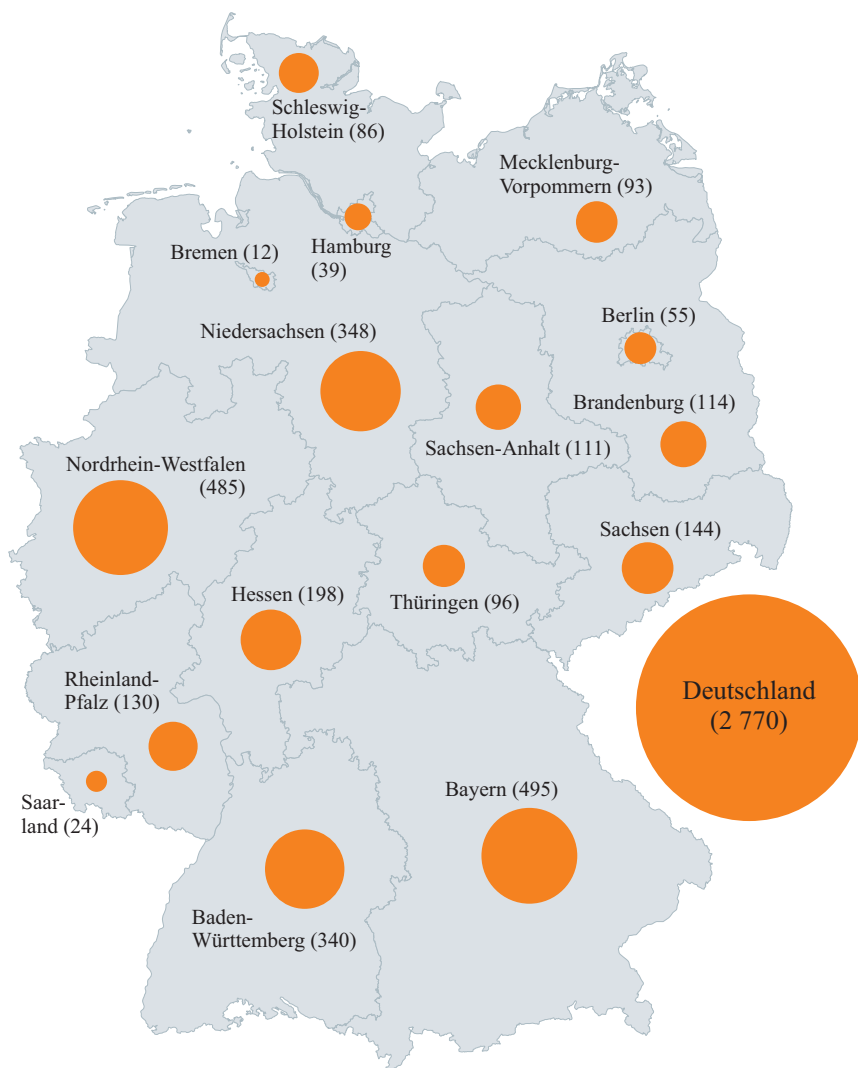 Schleswig-
Holstein (86)
Mecklenburg-
Vorpommern (93)
Hamburg
(39)
Bremen (12)
Niedersachsen (348)
Berlin (55)
Brandenburg (114)
Sachsen-Anhalt (111)
Nordrhein-Westfalen
(485)
Sachsen (144)
Hessen (198)
Thüringen (96)
Rheinland-
Pfalz (130)
Deutschland
(2 770)
Saar-
land (24)
Bayern (495)
Baden-
Württemberg (340)